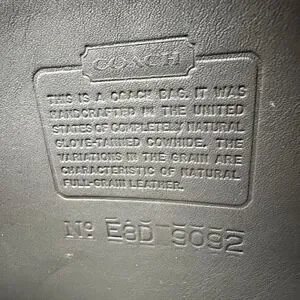 COACH
THIS IS A COACH BAG. IT WAS
HANDCRAFTED IN THE UNITED
STATES OF COMPLETELY NATURAL
GLOVE-TANNED COWHIDE. THE
VARIATIONS IN THE GRAIN ARE
CHARACTERISTIC OF NATURAL
FULL-GRAIN LEATHER.
Nº E8D-9092